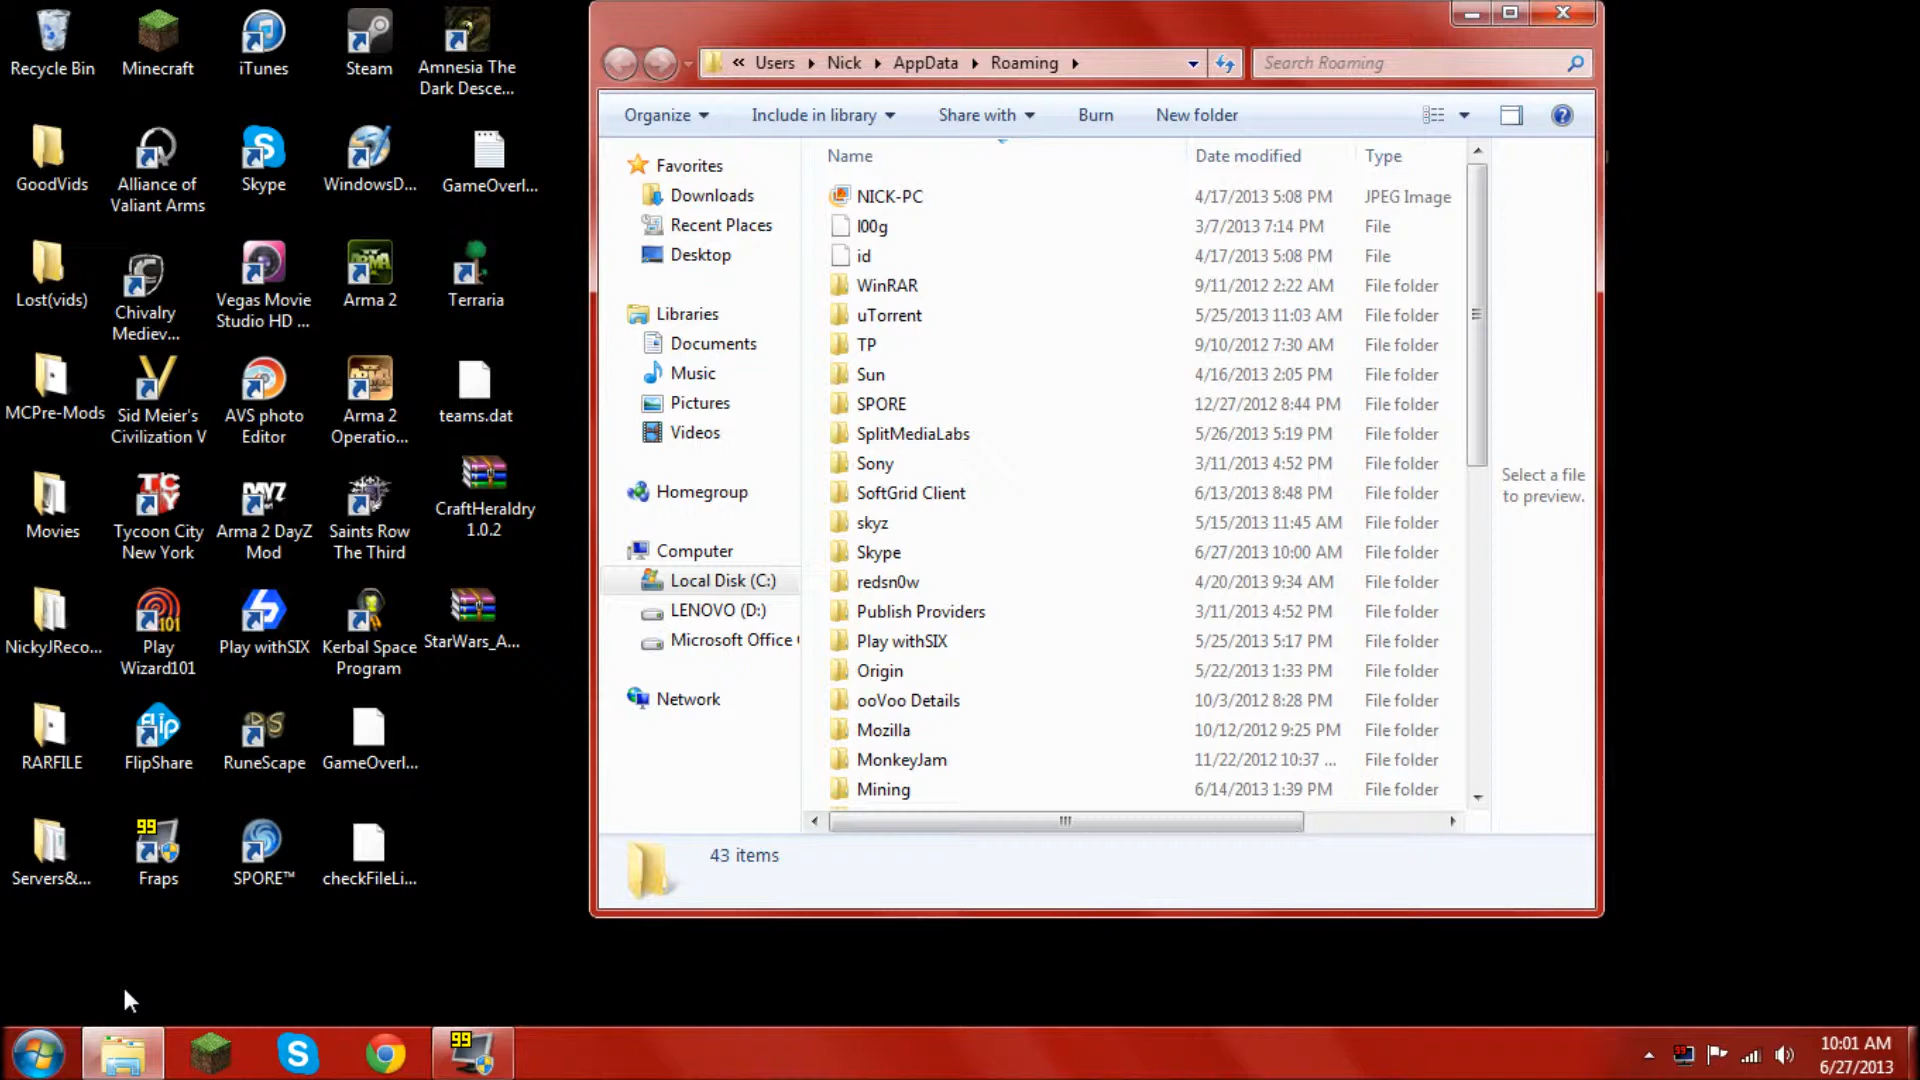 Recycle Bin
Minecraft
iTunes
Steam
Amnesia The
Dark Desce...
GoodVids
Alliance of
Valiant Arms
Skype
WindowsD...
GameOverl...
Lost(vids)
Chivalry
Mediev...
Vegas Movie
Studio HD ...
Arma 2
Terraria
MCPre-Mods
Sid Meier's
Civilization V
AVS photo
Editor
Arma 2
Operatio...
teams.dat
Movies
Tycoon City
New York
Arma 2 DayZ
Mod
Saints Row
The Third
CraftHeraldry
1.0.2
NickyJReco...
Play
Wizard101
Play withSIX
Kerbal Space
Program
StarWars_A...
RARFILE
FlipShare
RuneScape
GameOverl...
Servers&...
Fraps
SPORE™
checkFileLi...
« Users Nick AppData Roaming
Search Roaming
Organize Include in library Share with Burn New folder
Favorites
Downloads
Recent Places
Desktop
Libraries
Documents
Music
Pictures
Videos
Homegroup
Computer
Local Disk (C:)
LENOVO (D:)
Microsoft Office
Network
Name Date modified Type
NICK-PC 4/17/2013 5:08 PM JPEG Image
l00g 3/7/2013 7:14 PM File
id 4/17/2013 5:08 PM File
WinRAR 9/11/2012 2:22 AM File folder
uTorrent 5/25/2013 11:03 AM File folder
TP 9/10/2012 7:30 AM File folder
Sun 4/16/2013 2:05 PM File folder
SPORE 12/27/2012 8:44 PM File folder
SplitMediaLabs 5/26/2013 5:19 PM File folder
Sony 3/11/2013 4:52 PM File folder
SoftGrid Client 6/13/2013 8:48 PM File folder
skyz 5/15/2013 11:45 AM File folder
Skype 6/27/2013 10:00 AM File folder
redsn0w 4/20/2013 9:34 AM File folder
Publish Providers 3/11/2013 4:52 PM File folder
Play withSIX 5/25/2013 5:17 PM File folder
Origin 5/22/2013 1:33 PM File folder
ooVoo Details 10/3/2012 8:28 PM File folder
Mozilla 10/12/2012 9:25 PM File folder
MonkeyJam 11/22/2012 10:37 ... File folder
Mining 6/14/2013 1:39 PM File folder
Select a file
to preview.
43 items
10:01 AM
6/27/2013